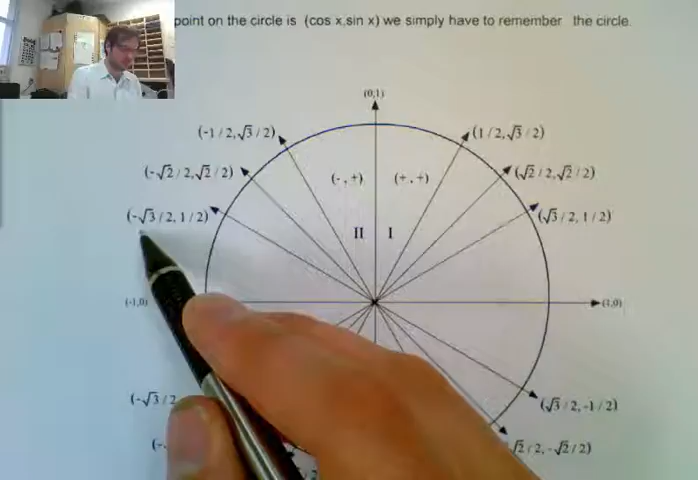 point on the circle is (cos x,sin x) we simply have to remember the circle.
(0,1)
(-1/2,√3/2) (1/2,√3/2)
(-√2/2,√2/2) (-,+) (+,+) (√2/2,√2/2)
(-√3/2,1/2) (√3/2,1/2)
II I
(-1,0) (1,0)
(-√3/2 (√3/2,-1/2)
√2/2,-√2/2)